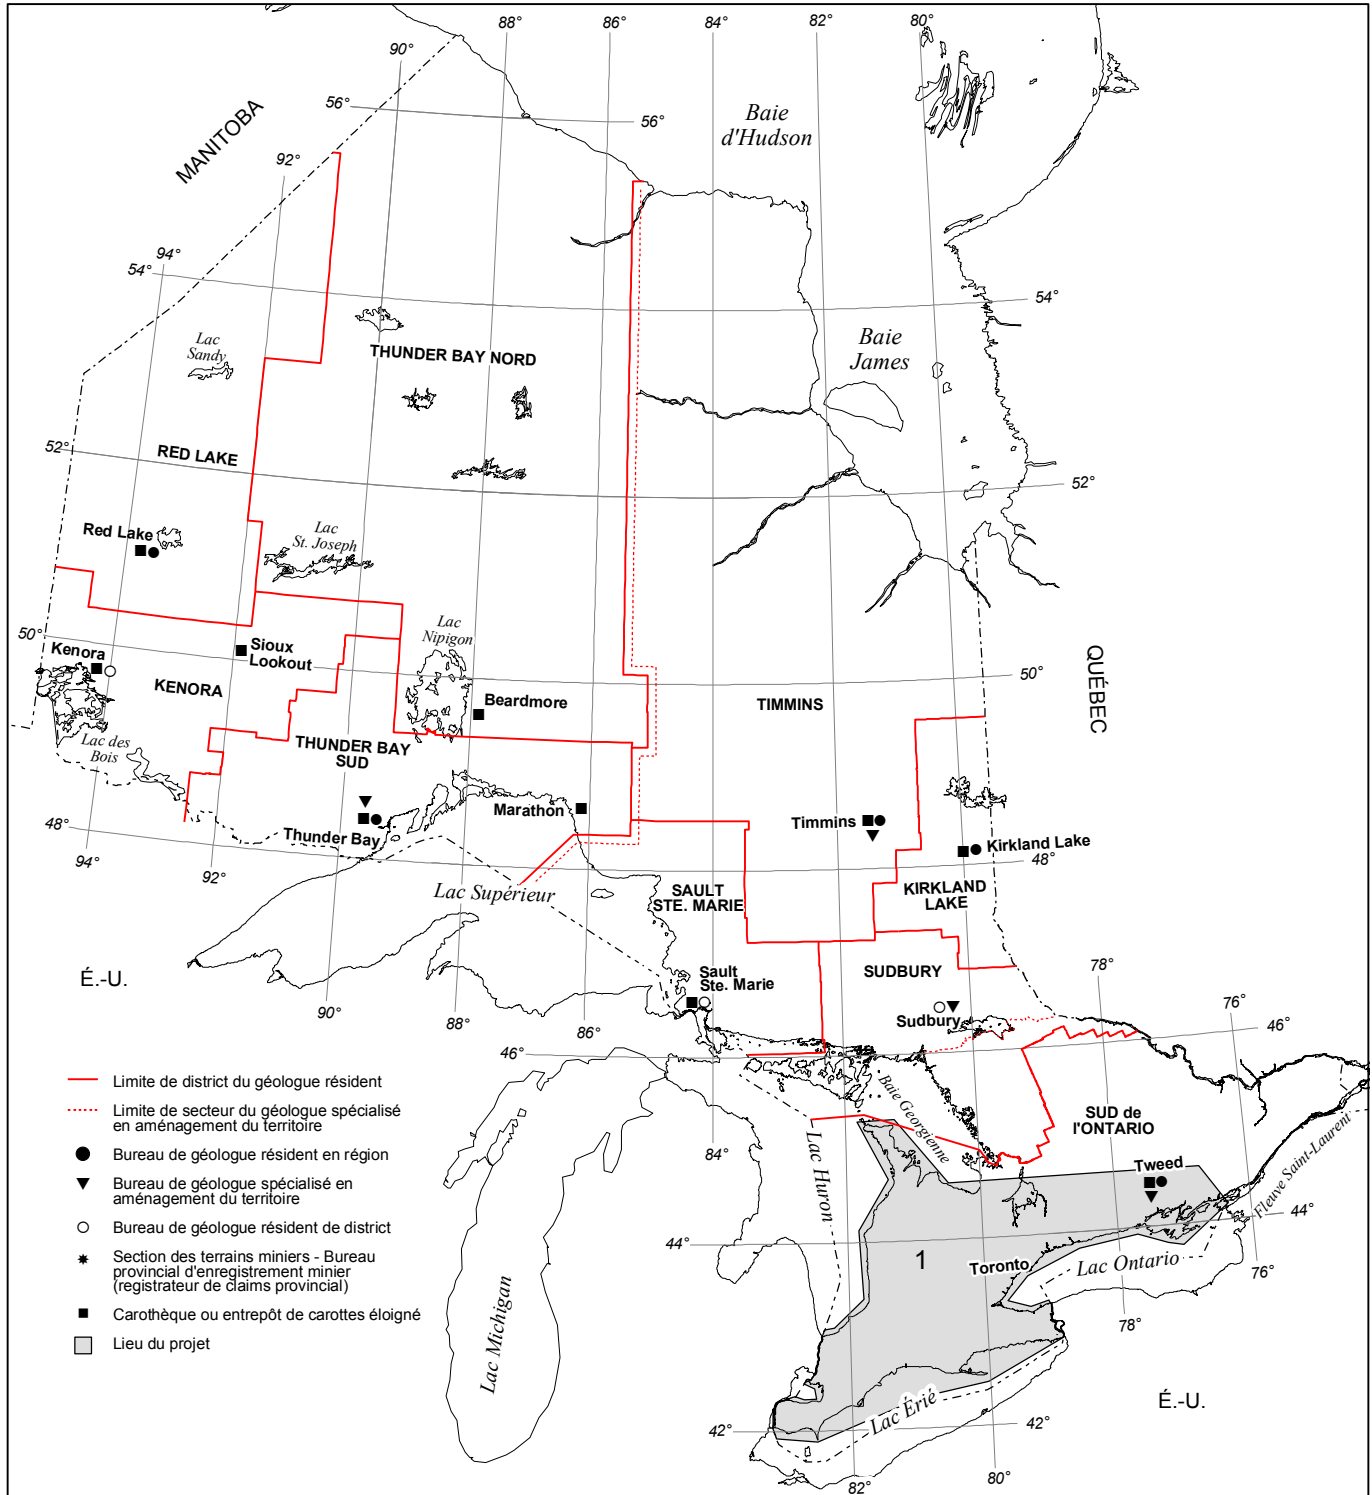 88°
86°
84°
82°
80°
90°
56°
56°
Baie
d'Hudson
MANITOBA
92°
94°
54°
54°
Lac
Sandy
THUNDER BAY NORD
Baie
James
52°
RED LAKE
52°
Red Lake
Lac
St. Joseph
50°
Kenora
Sioux
Lookout
Lac
Nipigon
50°
QUÉBEC
KENORA
Beardmore
TIMMINS
Lac des
Bois
THUNDER BAY
SUD
Marathon
Timmins
Thunder Bay
Kirkland Lake
48°
48°
94°
92°
Lac Supérieur
SAULT
STE. MARIE
KIRKLAND
LAKE
É.-U.
Sault
Ste. Marie
SUDBURY
Sudbury
78°
76°
90°
88°
86°
46°
46°
Limite de district du géologue résident
Limite de secteur du géologue spécialisé
en aménagement du territoire
Bureau de géologue résident en région
Bureau de géologue spécialisé en
aménagement du territoire
Bureau de géologue résident de district
Section des terrains miniers - Bureau
provincial d'enregistrement minier
(registrateur de claims provincial)
Carothèque ou entrepôt de carottes éloigné
Lieu du projet
Baie Georgienne
SUD de
l'ONTARIO
84°
Lac Huron
Tweed
Fleuve Saint-Laurent
44°
44°
1
Toronto
Lac Ontario
76°
78°
Lac Michigan
Lac Érié
É.-U.
42°
42°
82°
80°